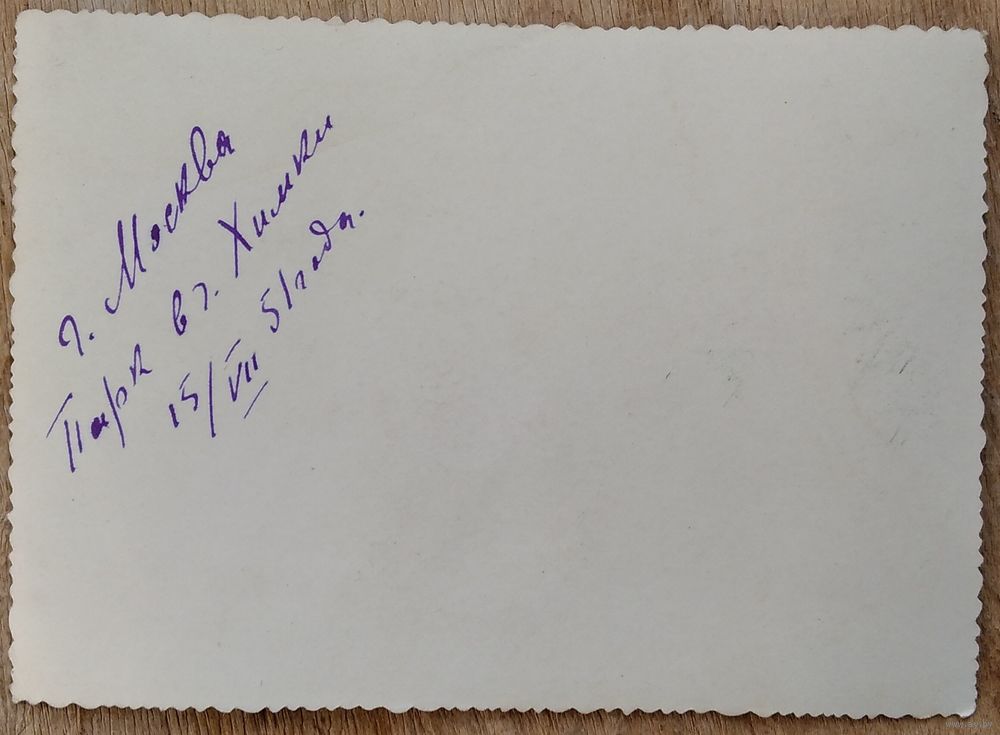 г. Москва
Парк в г. Химки
15/VII 51 года.